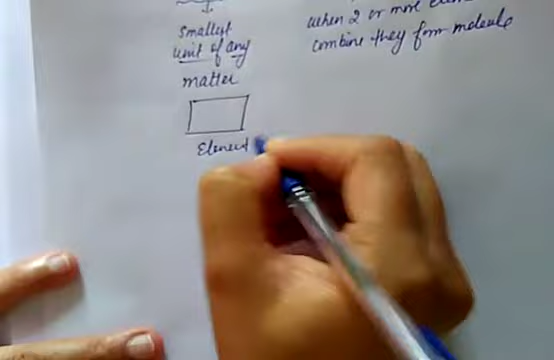 smallest
unit of any
matter
Element
when 2 or more
combine they form molecule